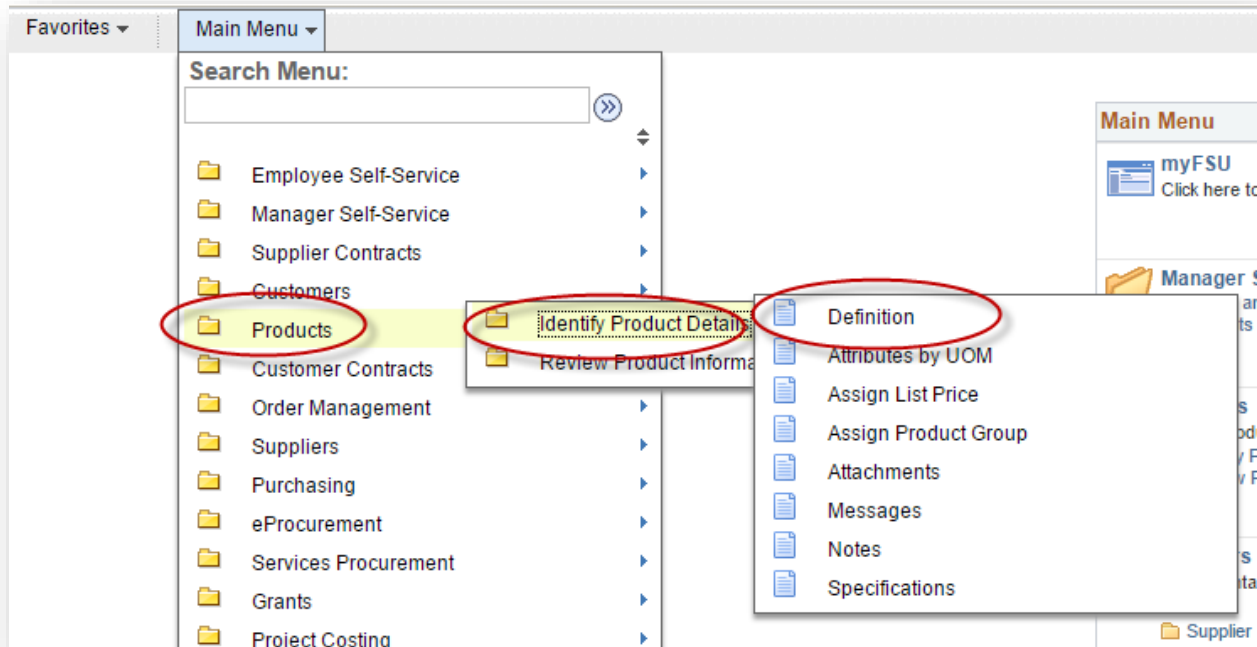 Favorites
Main Menu
Search Menu:
Employee Self-Service
Manager Self-Service
Supplier Contracts
Customers
Products
Customer Contracts
Order Management
Suppliers
Purchasing
eProcurement
Services Procurement
Grants
Project Costing
Identify Product Details
Review Product Informa
Definition
Attributes by UOM
Assign List Price
Assign Product Group
Attachments
Messages
Notes
Specifications
Main Menu
myFSU
Click here to
Manager S
Supplier